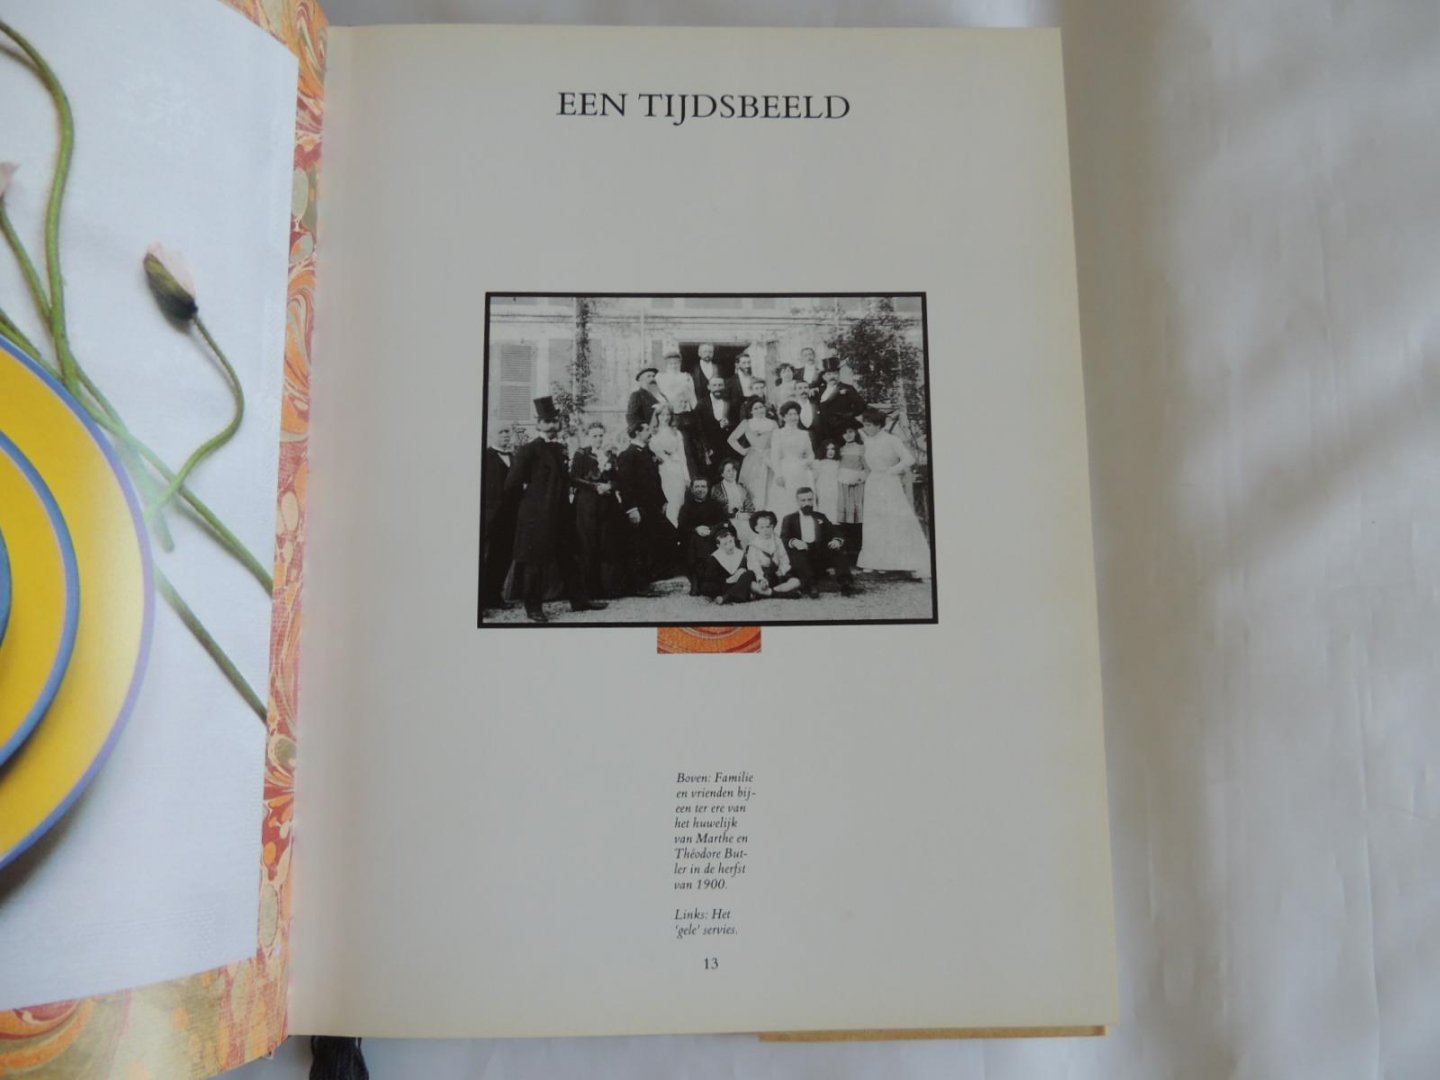 EEN TIJDSBEELD
Boven: Familie
en vrienden bij-
een ter ere van
het huwelijk
van Marthe en
Théodore But-
ler in de herfst
van 1900.
Links: Het
'gele' servies.
13